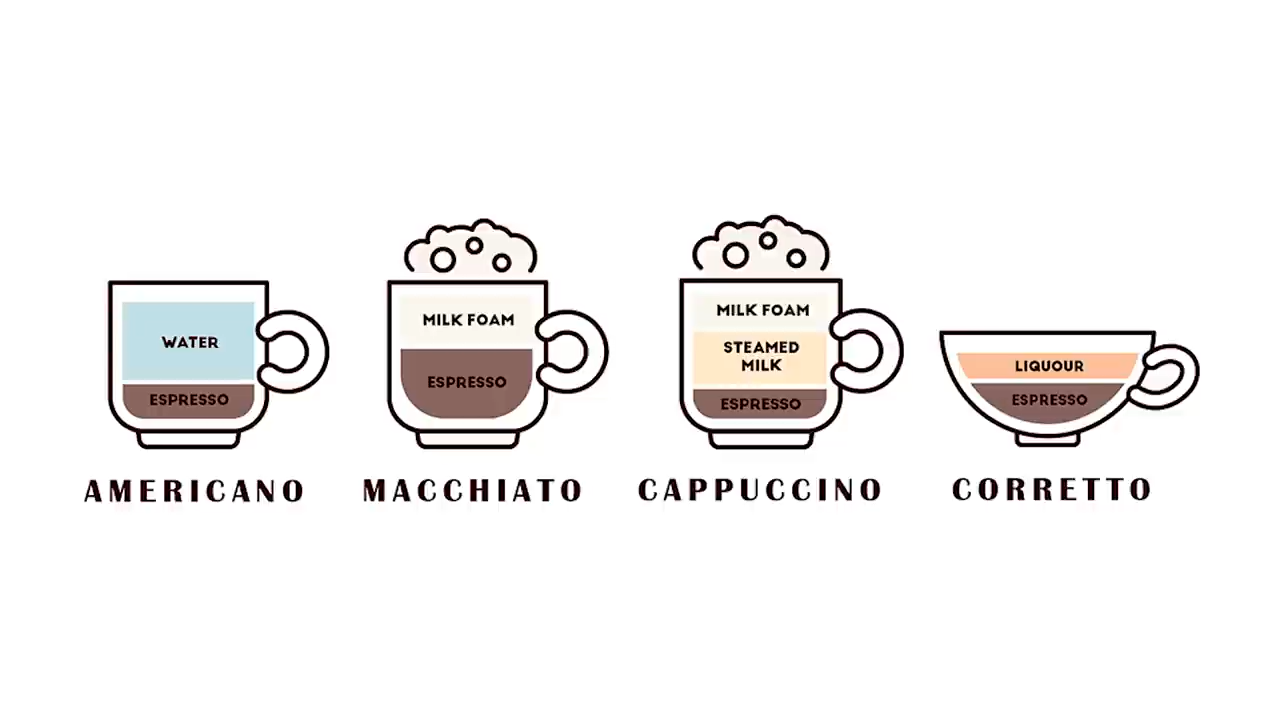 WATER
ESPRESSO
AMERICANO
MILK FOAM
ESPRESSO
MACCHIATO
MILK FOAM
STEAMED
MILK
ESPRESSO
CAPPUCCINO
LIQUOUR
ESPRESSO
CORRETTO